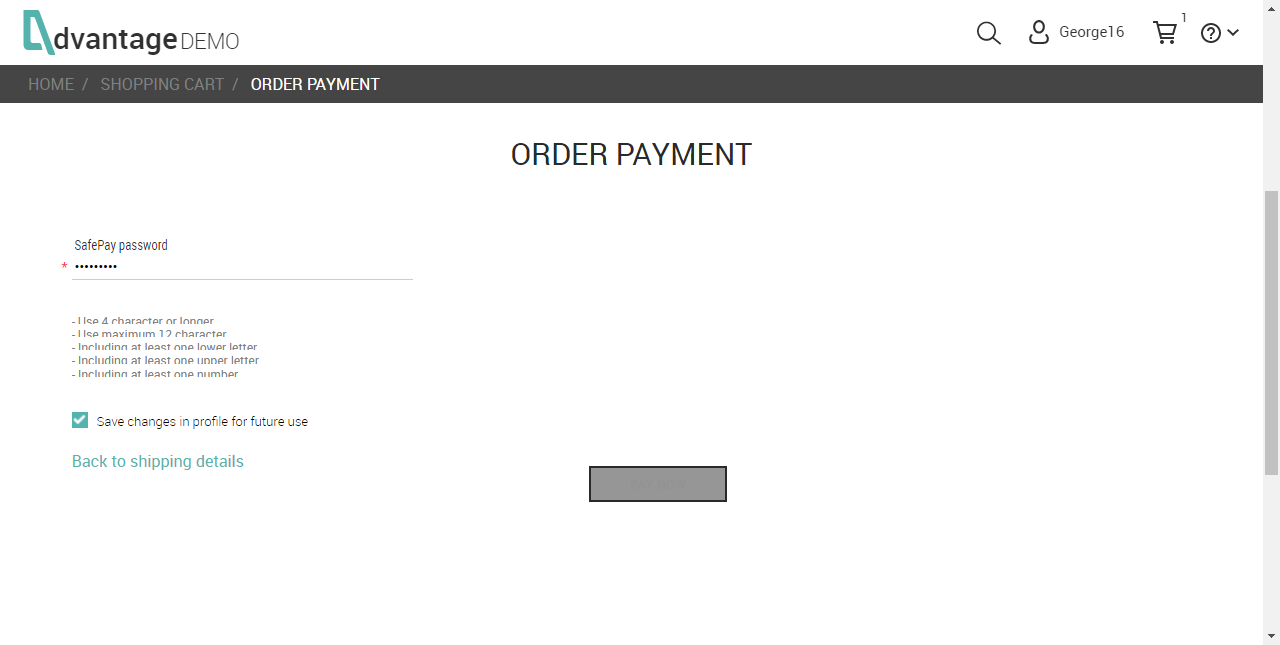 dvantage DEMO
George16
1
HOME / SHOPPING CART / ORDER PAYMENT
ORDER PAYMENT
SafePay password
* •••••••••
- Use 4 character or longer
- Use maximum 12 character
- Including at least one lower letter
- Including at least one upper letter
- Including at least one number
Save changes in profile for future use
Back to shipping details